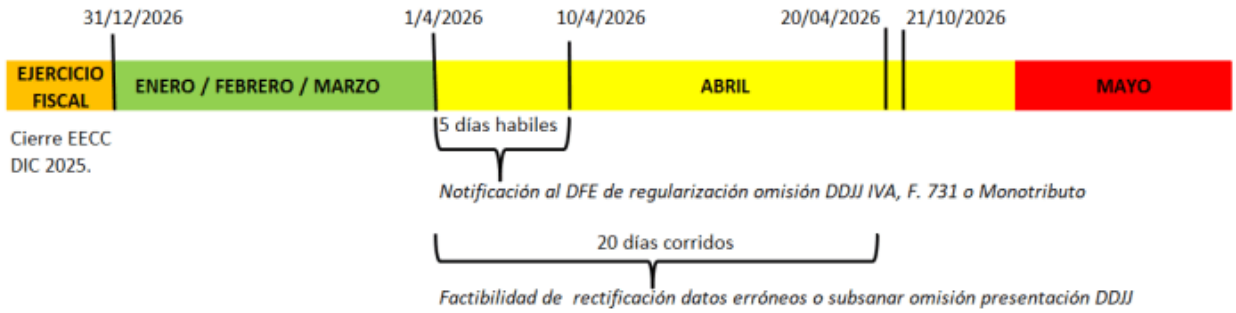 31/12/2026 1/4/2026 10/4/2026 20/04/2026 21/10/2026
EJERCICIO
FISCAL
ENERO / FEBRERO / MARZO ABRIL MAYO
Cierre EECC
DIC 2025.
5 días habiles
Notificación al DFE de regularización omisión DDJJ IVA, F. 731 o Monotributo
20 días corridos
Factibilidad de rectificación datos erróneos o subsanar omisión presentación DDJJ